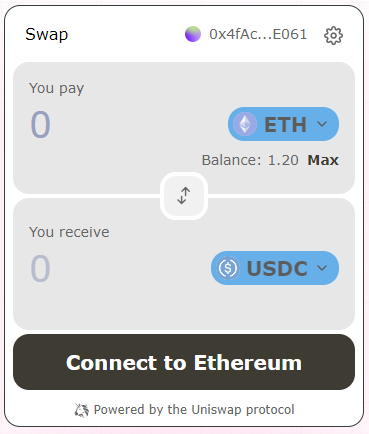 Swap 0x4fAc...E061
You pay
0 ETH
Balance: 1.20 Max
You receive
0 USDC
Connect to Ethereum
Powered by the Uniswap protocol